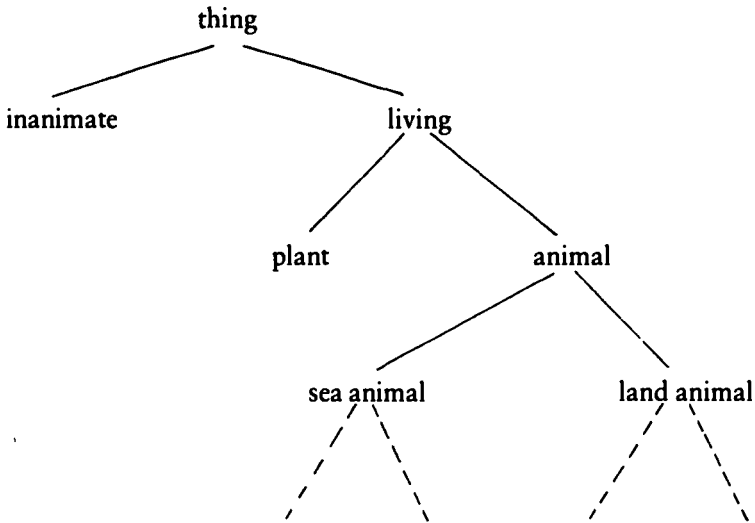 thing
inanimate
living
plant
animal
sea animal
land animal